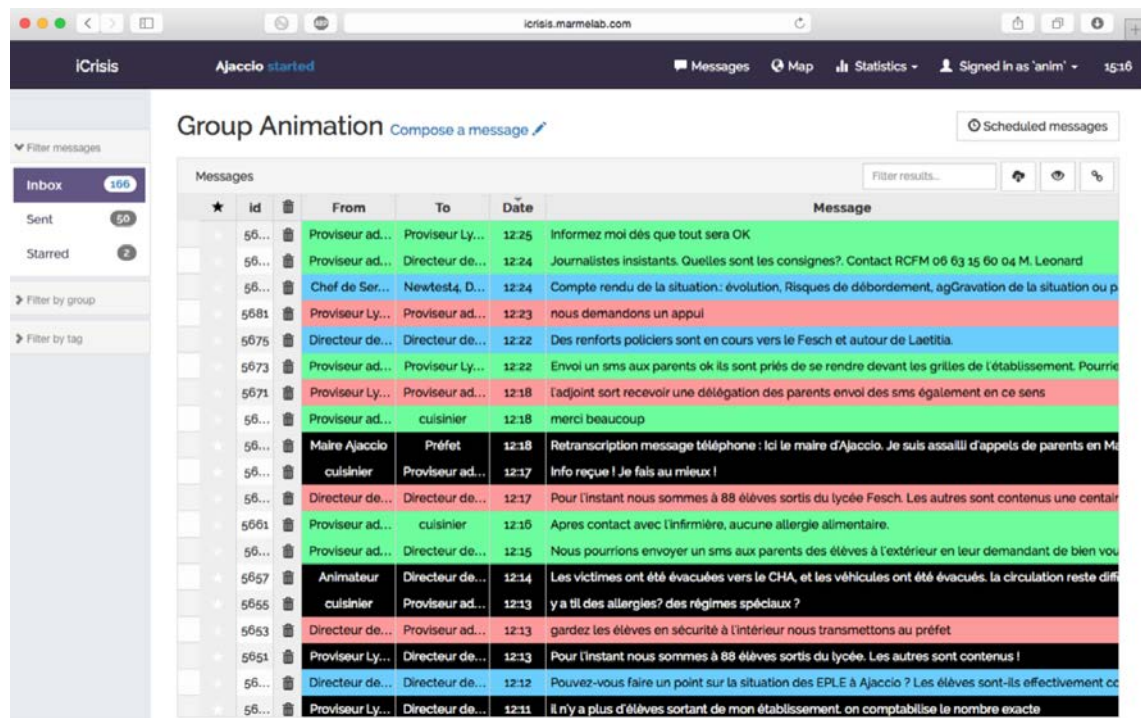 icrisis.marmelab.com
iCrisis Ajaccio started Messages Map Statistics Signed in as 'anim' 15:16
Group Animation Compose a message Scheduled messages
Filter messages
Inbox 166
Sent 50
Starred 2
Filter by group
Filter by tag
Messages Filter results...
id From To Date Message
56... Proviseur ad... Proviseur Ly... 12:25 Informez moi dés que tout sera OK
56... Proviseur ad... Directeur de... 12:24 Journalistes insistants. Quelles sont les consignes?. Contact RCFM 06 63 15 60 04 M. Leonard
56... Chef de Ser... Newtest4, D... 12:24 Compte rendu de la situation.: évolution, Risques de débordement, agGravation de la situation ou p
5681 Proviseur Ly... Proviseur ad... 12:23 nous demandons un appui
5675 Directeur de... Directeur de... 12:22 Des renforts policiers sont en cours vers le Fesch et autour de Laetitia.
5673 Proviseur ad... Proviseur Ly... 12:22 Envoi un sms aux parents ok ils sont priés de se rendre devant les grilles de l'établissement. Pourrie
5671 Proviseur Ly... Proviseur ad... 12:18 l'adjoint sort recevoir une délégation des parents envoi des sms également en ce sens
56... Proviseur ad... cuisinier 12:18 merci beaucoup
56... Maire Ajaccio Préfet 12:18 Retranscription message téléphone : Ici le maire d'Ajaccio. Je suis assailli d'appels de parents en Ma
56... cuisinier Proviseur ad... 12:17 Info reçue ! Je fais au mieux !
56... Directeur de... Directeur de... 12:17 Pour l'instant nous sommes à 88 élèves sortis du lycée Fesch. Les autres sont contenus une centair
5661 Proviseur ad... cuisinier 12:16 Apres contact avec l'infirmière, aucune allergie alimentaire.
56... Proviseur ad... Directeur de... 12:15 Nous pourrions envoyer un sms aux parents des élèves à l'extérieur en leur demandant de bien vou
5657 Animateur Directeur de... 12:14 Les victimes ont été évacuées vers le CHA, et les véhicules ont été évacués. la circulation reste diffi
5655 cuisinier Proviseur ad... 12:13 y a til des allergies? des régimes spéciaux ?
5653 Directeur de... Proviseur ad... 12:13 gardez les élèves en sécurité à l'intérieur nous transmettons au préfet
5651 Proviseur Ly... Directeur de... 12:13 Pour l'instant nous sommes à 88 élèves sortis du lycée. Les autres sont contenus !
56... Directeur de... Directeur de... 12:12 Pouvez-vous faire un point sur la situation des EPLE à Ajaccio ? Les élèves sont-ils effectivement cc
56... Proviseur Ly... Directeur de... 12:11 il n'y a plus d'élèves sortant de mon établissement. on comptabilise le nombre exacte